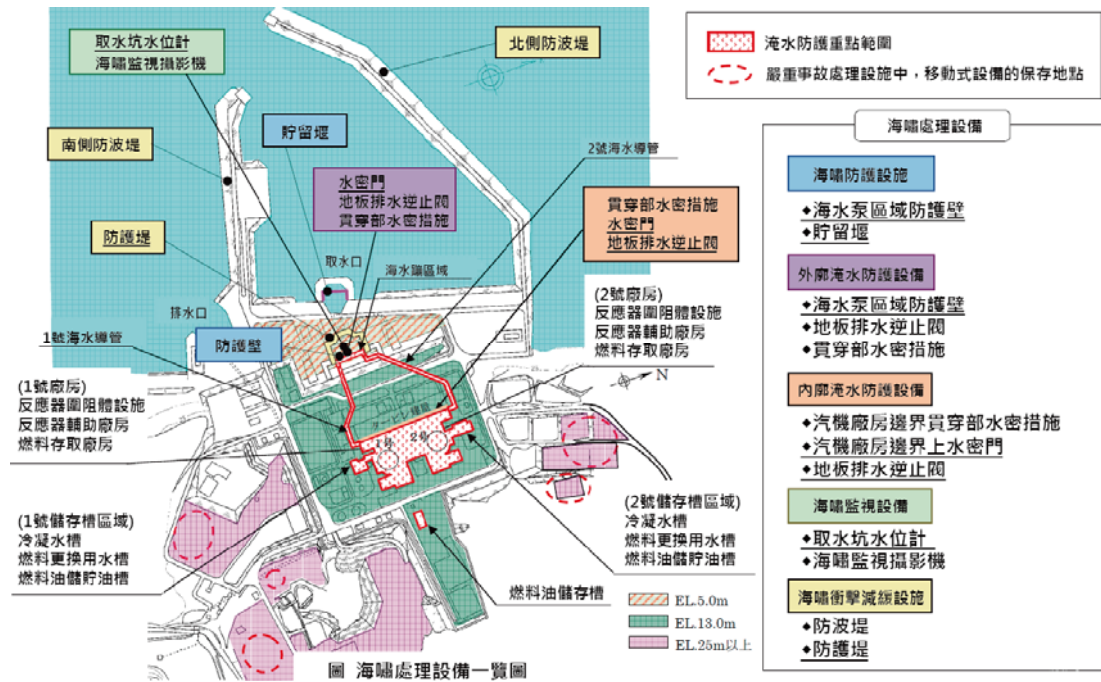 取水坑水位計
海嘯監視攝影機
北側防波堤
貯留堰
南側防波堤
2號海水導管
水密門
地板排水逆止閥
貫穿部水密措施
貫穿部水密措施
水密門
地板排水逆止閥
防護堤
取水口
海水
區域
排水口
(2號廠房)
反應器圍阻體設施
反應器輔助廠房
燃料存取廠房
1號海水導管
防護壁
N
(1號廠房)
反應器圍阻體設施
反應器輔助廠房
燃料存取廠房
1号
2号
(1號儲存槽區域)
冷凝水槽
燃料更換用水槽
燃料油儲貯油槽
(2號儲存槽區域)
冷凝水槽
燃料更換用水槽
燃料油儲貯油槽
燃料油儲存槽
EL.5.0m
EL.13.0m
EL.25m以上
圖 海嘯處理設備一覽圖
淹水防護重點範圍
嚴重事故處理設施中，移動式設備的保存地點
海嘯處理設備
海嘯防護設施
◆海水泵區域防護壁
◆貯留堰
外廓淹水防護設備
◆海水泵區域防護壁
◆地板排水逆止閥
◆貫穿部水密措施
內廓淹水防護設備
◆汽機廠房邊界貫穿部水密措施
◆汽機廠房邊界上水密門
◆地板排水逆止閥
海嘯監視設備
◆取水坑水位計
◆海嘯監視攝影機
海嘯衝擊減緩設施
◆防波堤
◆防護堤